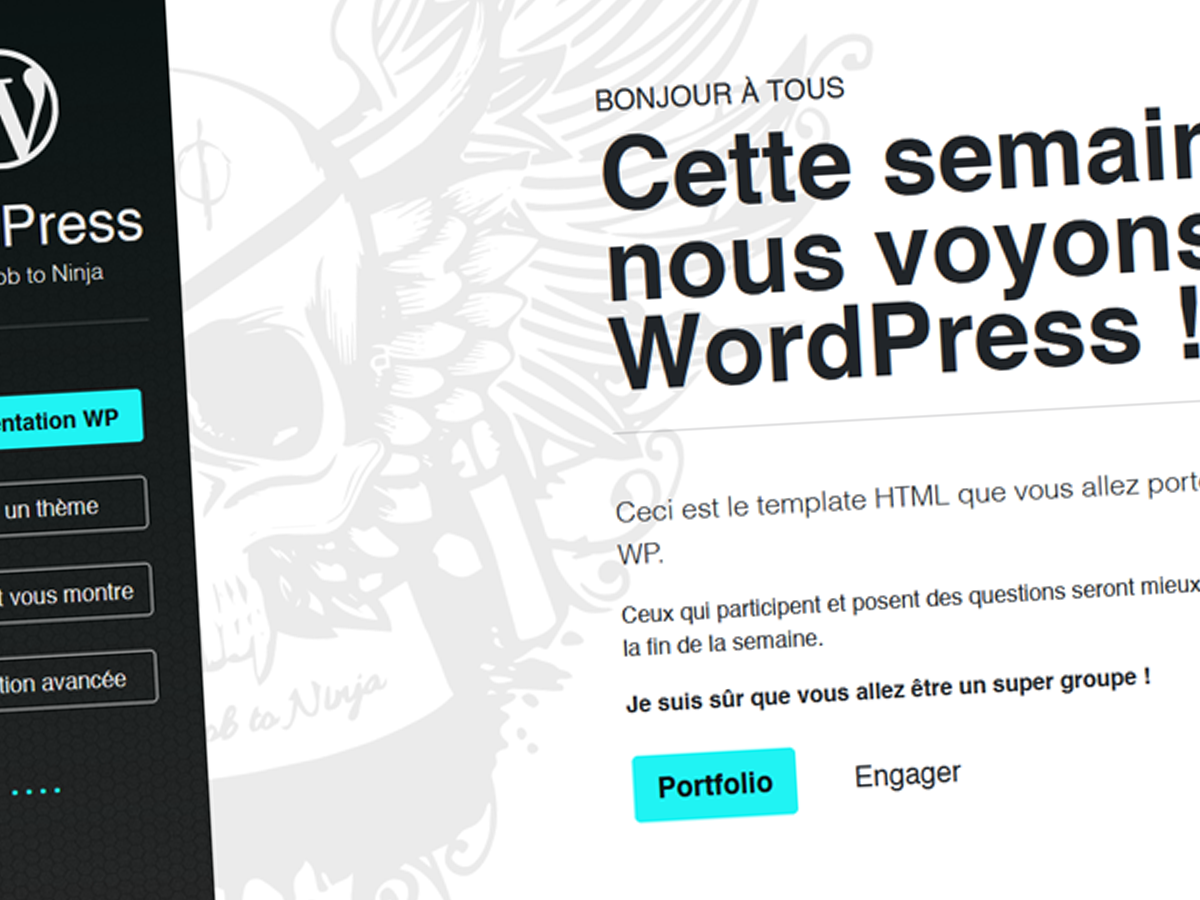 Press
ob to Ninja
ntation WP
un thème
t vous montre
tion avancée
ob to Ninja
BONJOUR À TOUS
Cette semain
nous voyons
WordPress !
Ceci est le template HTML que vous allez porte
WP.
Ceux qui participent et posent des questions seront mieux
la fin de la semaine.
Je suis sûr que vous allez être un super groupe !
Portfolio
Engager